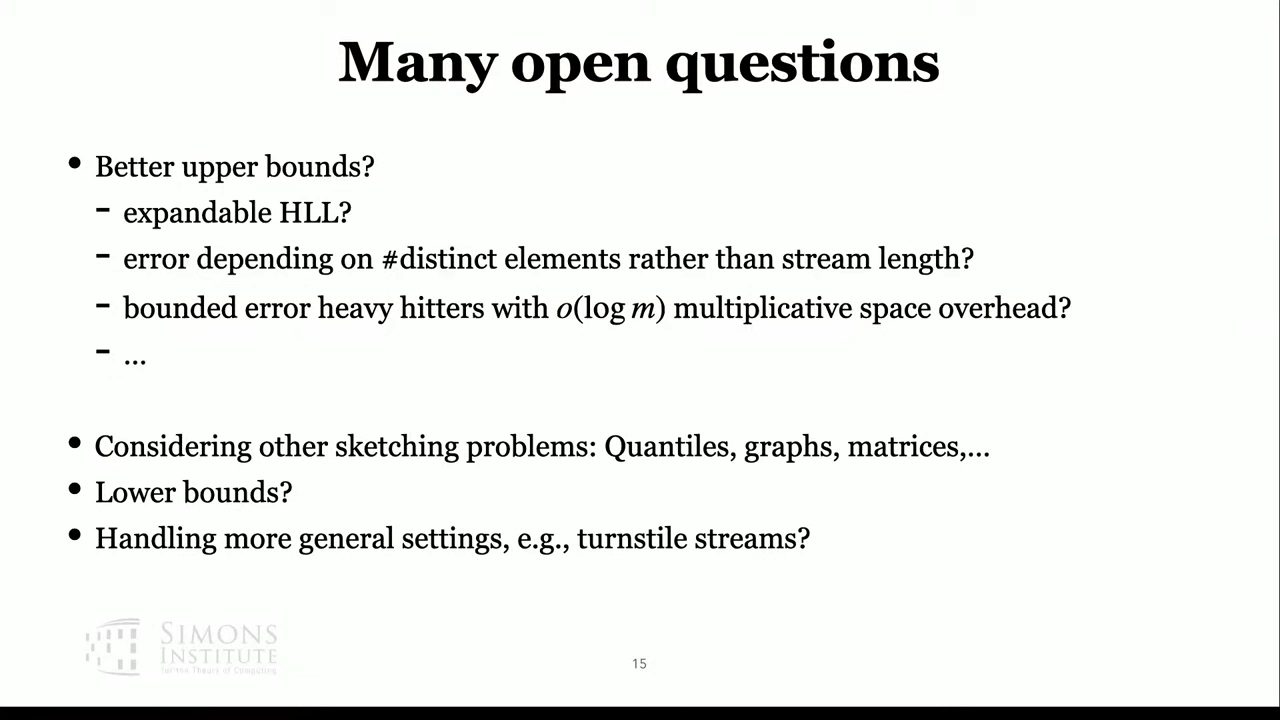 Many open questions
• Better upper bounds?
- expandable HLL?
- error depending on #distinct elements rather than stream length?
- bounded error heavy hitters with o(log m) multiplicative space overhead?
- ...
• Considering other sketching problems: Quantiles, graphs, matrices,...
• Lower bounds?
• Handling more general settings, e.g., turnstile streams?
SIMONS
INSTITUTE
for the Theory of Computing
15